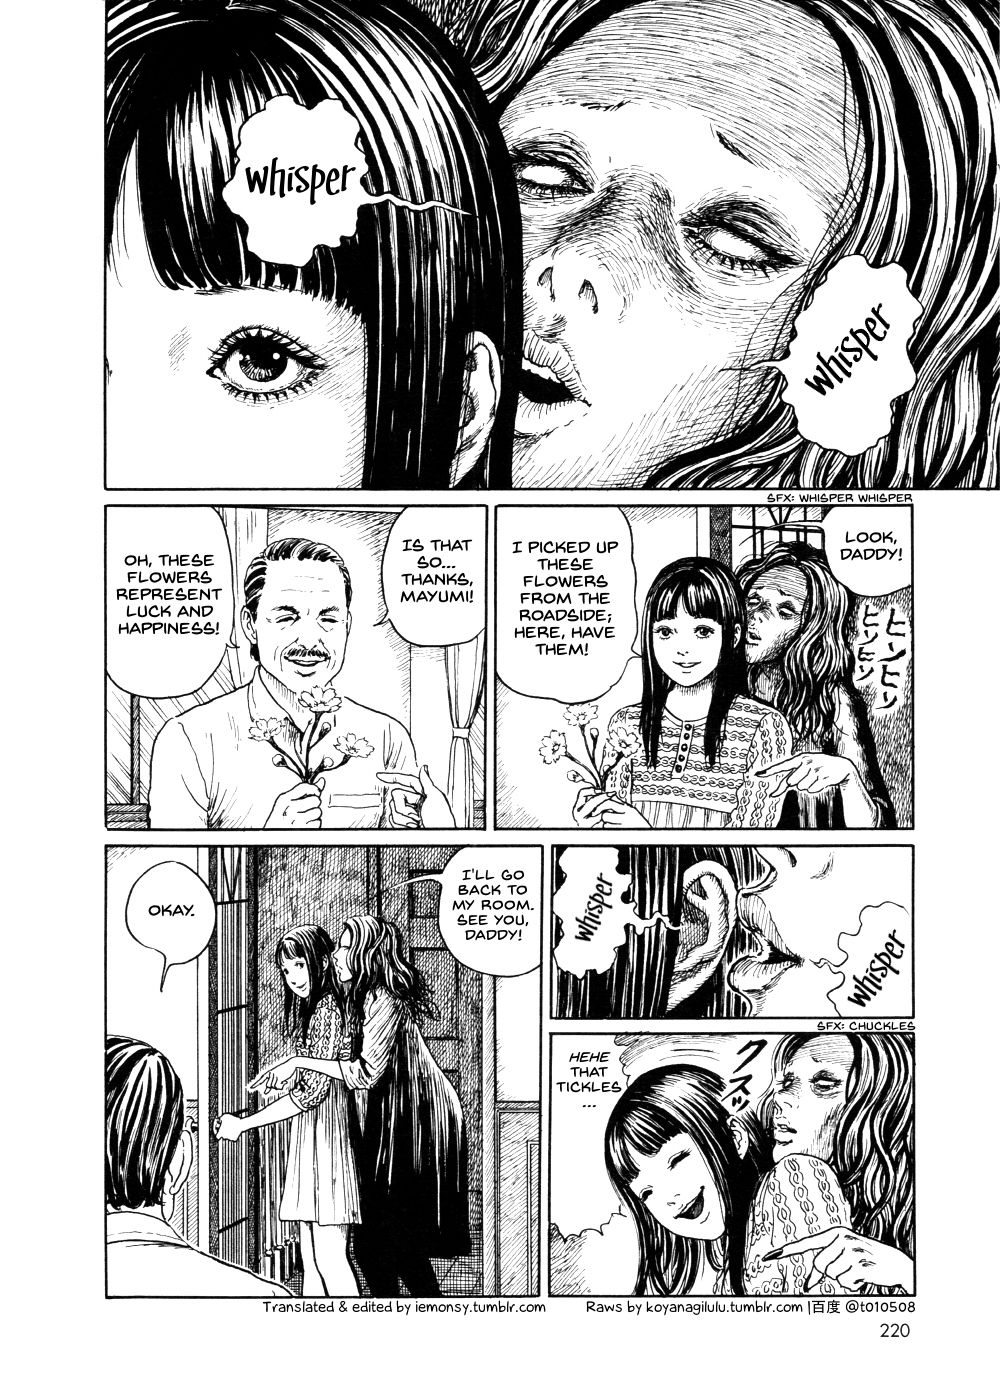 whisper
whisper
SFX: WHISPER WHISPER
LOOK,
DADDY!
I PICKED UP
THESE
FLOWERS
FROM THE
ROADSIDE;
HERE, HAVE
THEM!
ヒソヒソ
ヒソヒソ
IS THAT
SO...
THANKS,
MAYUMI!
OH, THESE
FLOWERS
REPRESENT
LUCK AND
HAPPINESS!
whisper
whisper
SFX: CHUCKLES
クスッ
HEHE
THAT
TICKLES
...
I'LL GO
BACK TO
MY ROOM.
SEE YOU,
DADDY!
OKAY.
Translated & edited by iemonsy.tumblr.com
Raws by koyanagilulu.tumblr.com |百度 @t010508
220